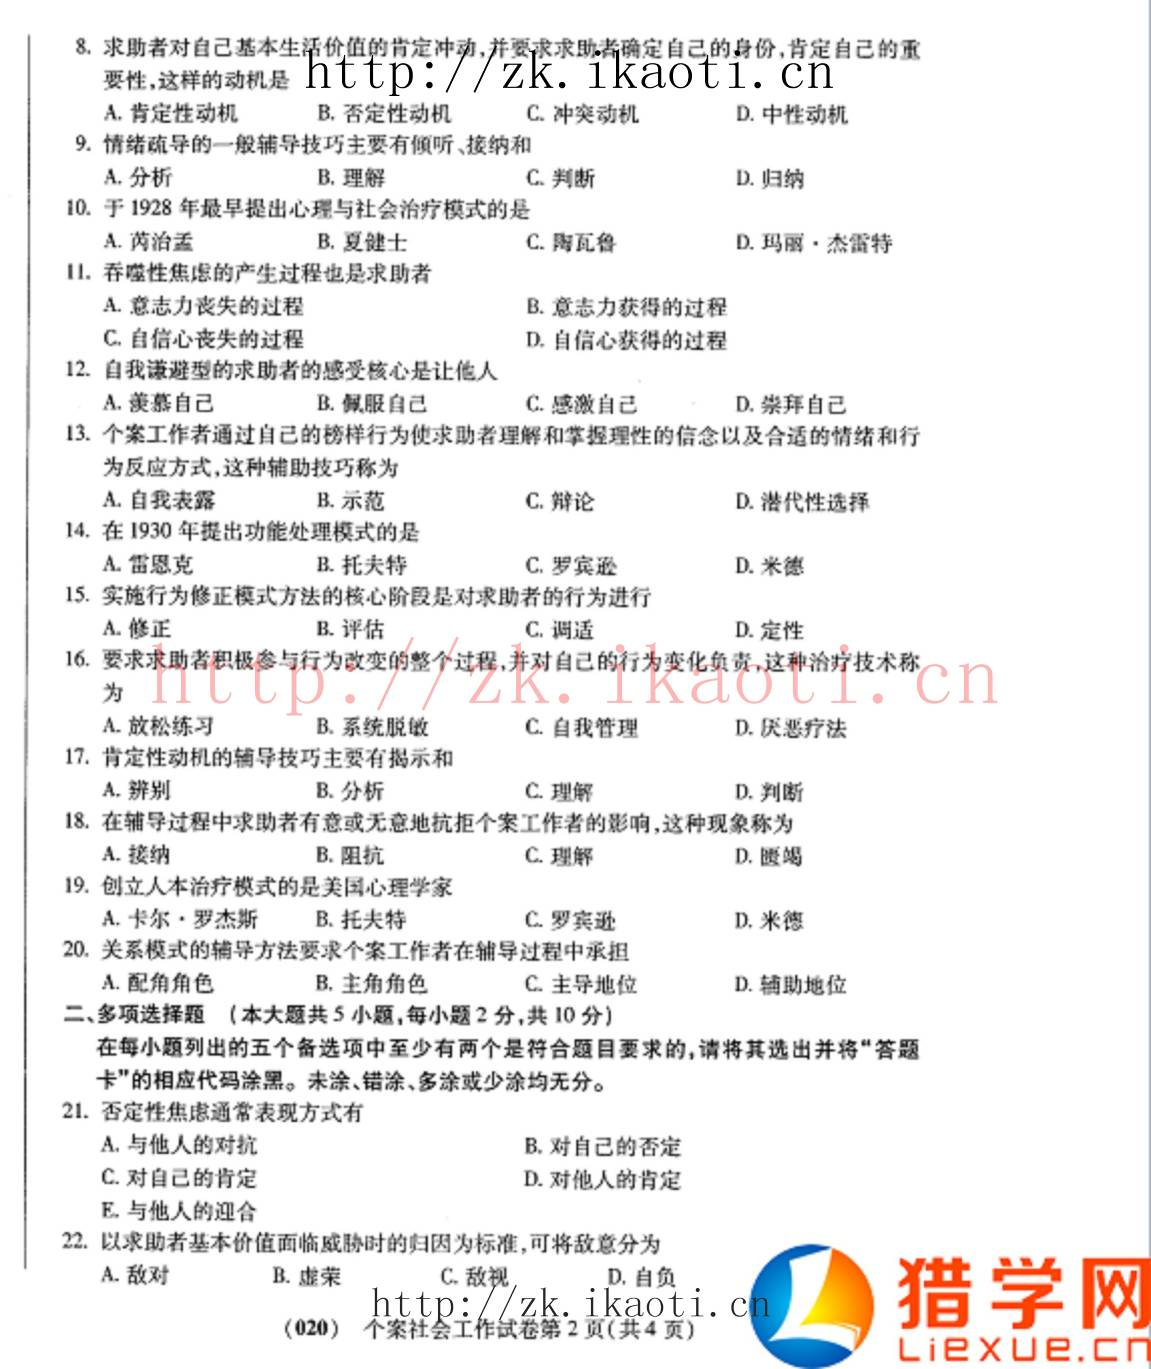 8. 求助者对自己基本生活价值的肯定冲动,并要求求助者确定自己的身份,肯定自己的重
要性,这样的动机是
http://zk.ikaoti.cn
A. 肯定性动机 B. 否定性动机 C. 冲突动机 D. 中性动机
9. 情绪疏导的一般辅导技巧主要有倾听、接纳和
A. 分析 B. 理解 C. 判断 D. 归纳
10. 于 1928 年最早提出心理与社会治疗模式的是
A. 芮治孟 B. 夏健士 C. 陶瓦鲁 D. 玛丽·杰雷特
11. 吞噬性焦虑的产生过程也是求助者
A. 意志力丧失的过程 B. 意志力获得的过程
C. 自信心丧失的过程 D. 自信心获得的过程
12. 自我谦避型的求助者的感受核心是让他人
A. 羡慕自己 B. 佩服自己 C. 感激自己 D. 崇拜自己
13. 个案工作者通过自己的榜样行为使求助者理解和掌握理性的信念以及合适的情绪和行
为反应方式,这种辅助技巧称为
A. 自我表露 B. 示范 C. 辩论 D. 潜代性选择
14. 在 1930 年提出功能处理模式的是
A. 雷恩克 B. 托夫特 C. 罗宾逊 D. 米德
15. 实施行为修正模式方法的核心阶段是对求助者的行为进行
A. 修正 B. 评估 C. 调适 D. 定性
16. 要求求助者积极参与行为改变的整个过程,并对自己的行为变化负责,这种治疗技术称
为
http://zk.ikaoti.cn
A. 放松练习 B. 系统脱敏 C. 自我管理 D. 厌恶疗法
17. 肯定性动机的辅导技巧主要有揭示和
A. 辨别 B. 分析 C. 理解 D. 判断
18. 在辅导过程中求助者有意或无意地抗拒个案工作者的影响,这种现象称为
A. 接纳 B. 阻抗 C. 理解 D. 匮竭
19. 创立人本治疗模式的是美国心理学家
A. 卡尔·罗杰斯 B. 托夫特 C. 罗宾逊 D. 米德
20. 关系模式的辅导方法要求个案工作者在辅导过程中承担
A. 配角角色 B. 主角角色 C. 主导地位 D. 辅助地位
二、多项选择题 (本大题共 5 小题,每小题 2 分,共 10 分)
在每小题列出的五个备选项中至少有两个是符合题目要求的,请将其选出并将“答题
卡”的相应代码涂黑。未涂、错涂、多涂或少涂均无分。
21. 否定性焦虑通常表现方式有
A. 与他人的对抗 B. 对自己的否定
C. 对自己的肯定 D. 对他人的肯定
E. 与他人的迎合
22. 以求助者基本价值面临威胁时的归因为标准,可将敌意分为
A. 敌对 B. 虚荣 C. 敌视 D. 自负
http://zk.ikaoti.cn
(020) 个案社会工作试卷第 2 页(共 4 页)
猎学网
Liexue.cn